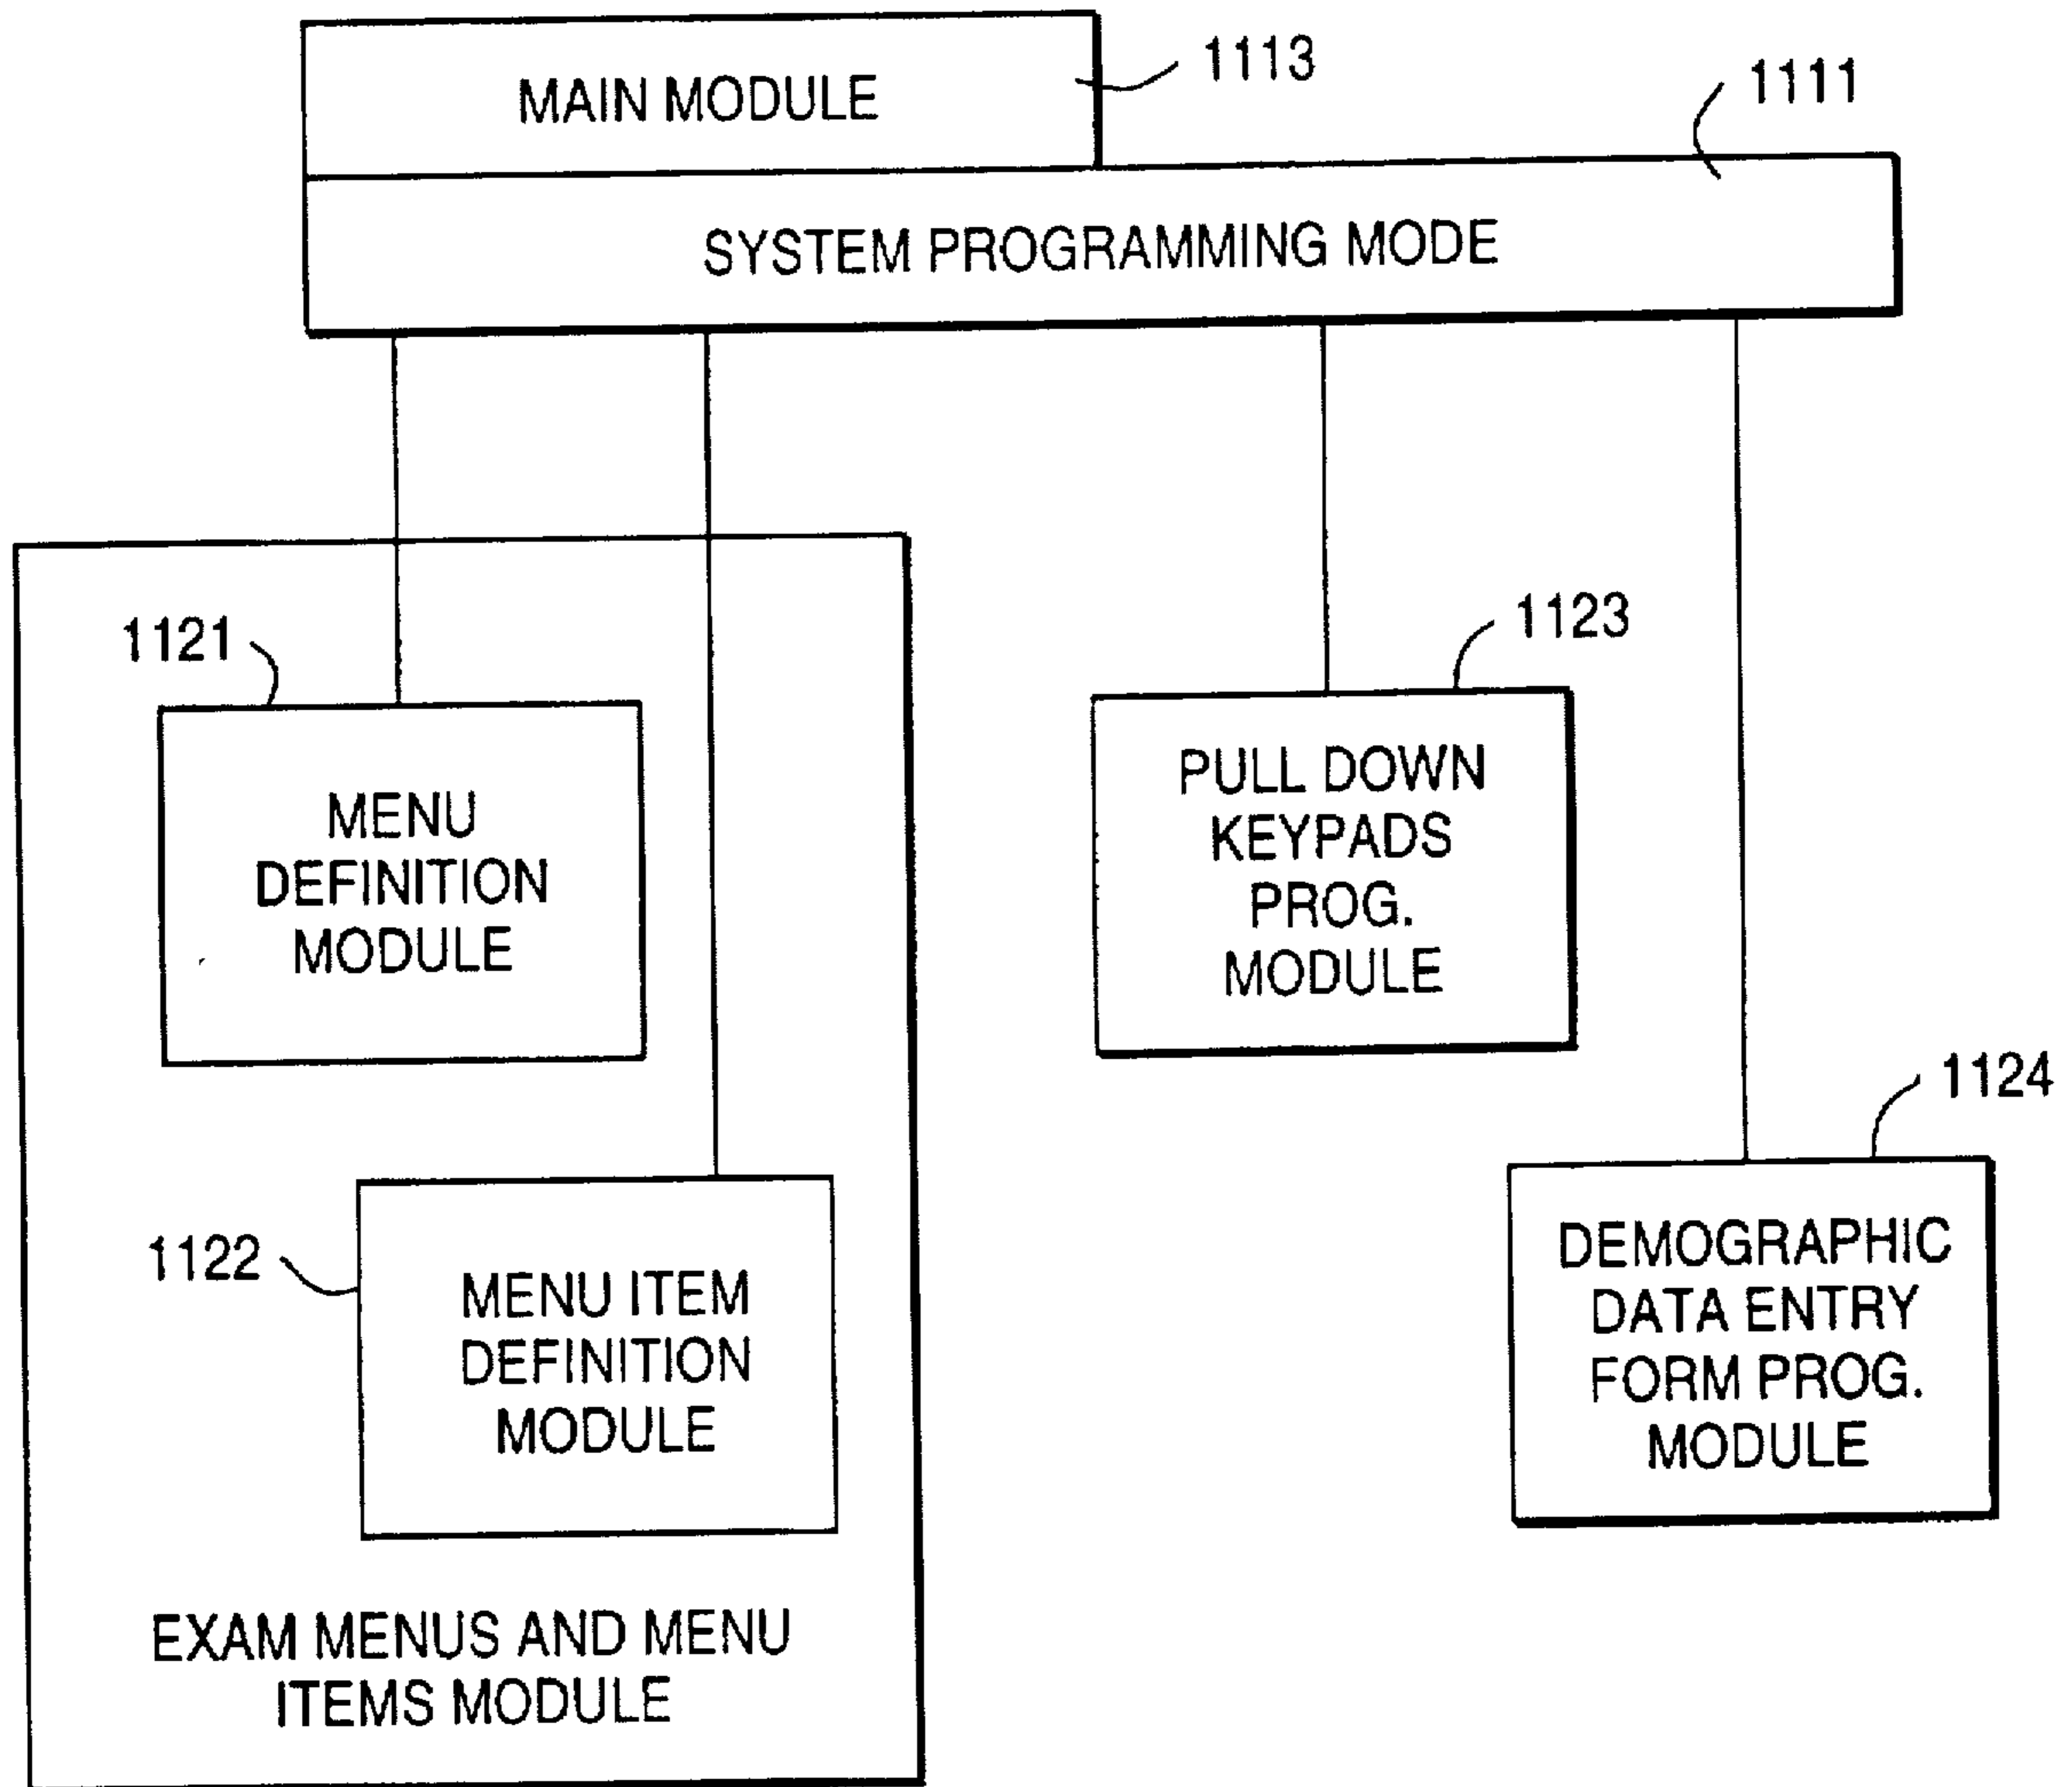 MAIN MODULE
1113
1111
SYSTEM PROGRAMMING MODE
1121
MENU
DEFINITION
MODULE
1123
PULL DOWN
KEYPADS
PROG.
MODULE
1122
MENU ITEM
DEFINITION
MODULE
1124
DEMOGRAPHIC
DATA ENTRY
FORM PROG.
MODULE
EXAM MENUS AND MENU
ITEMS MODULE